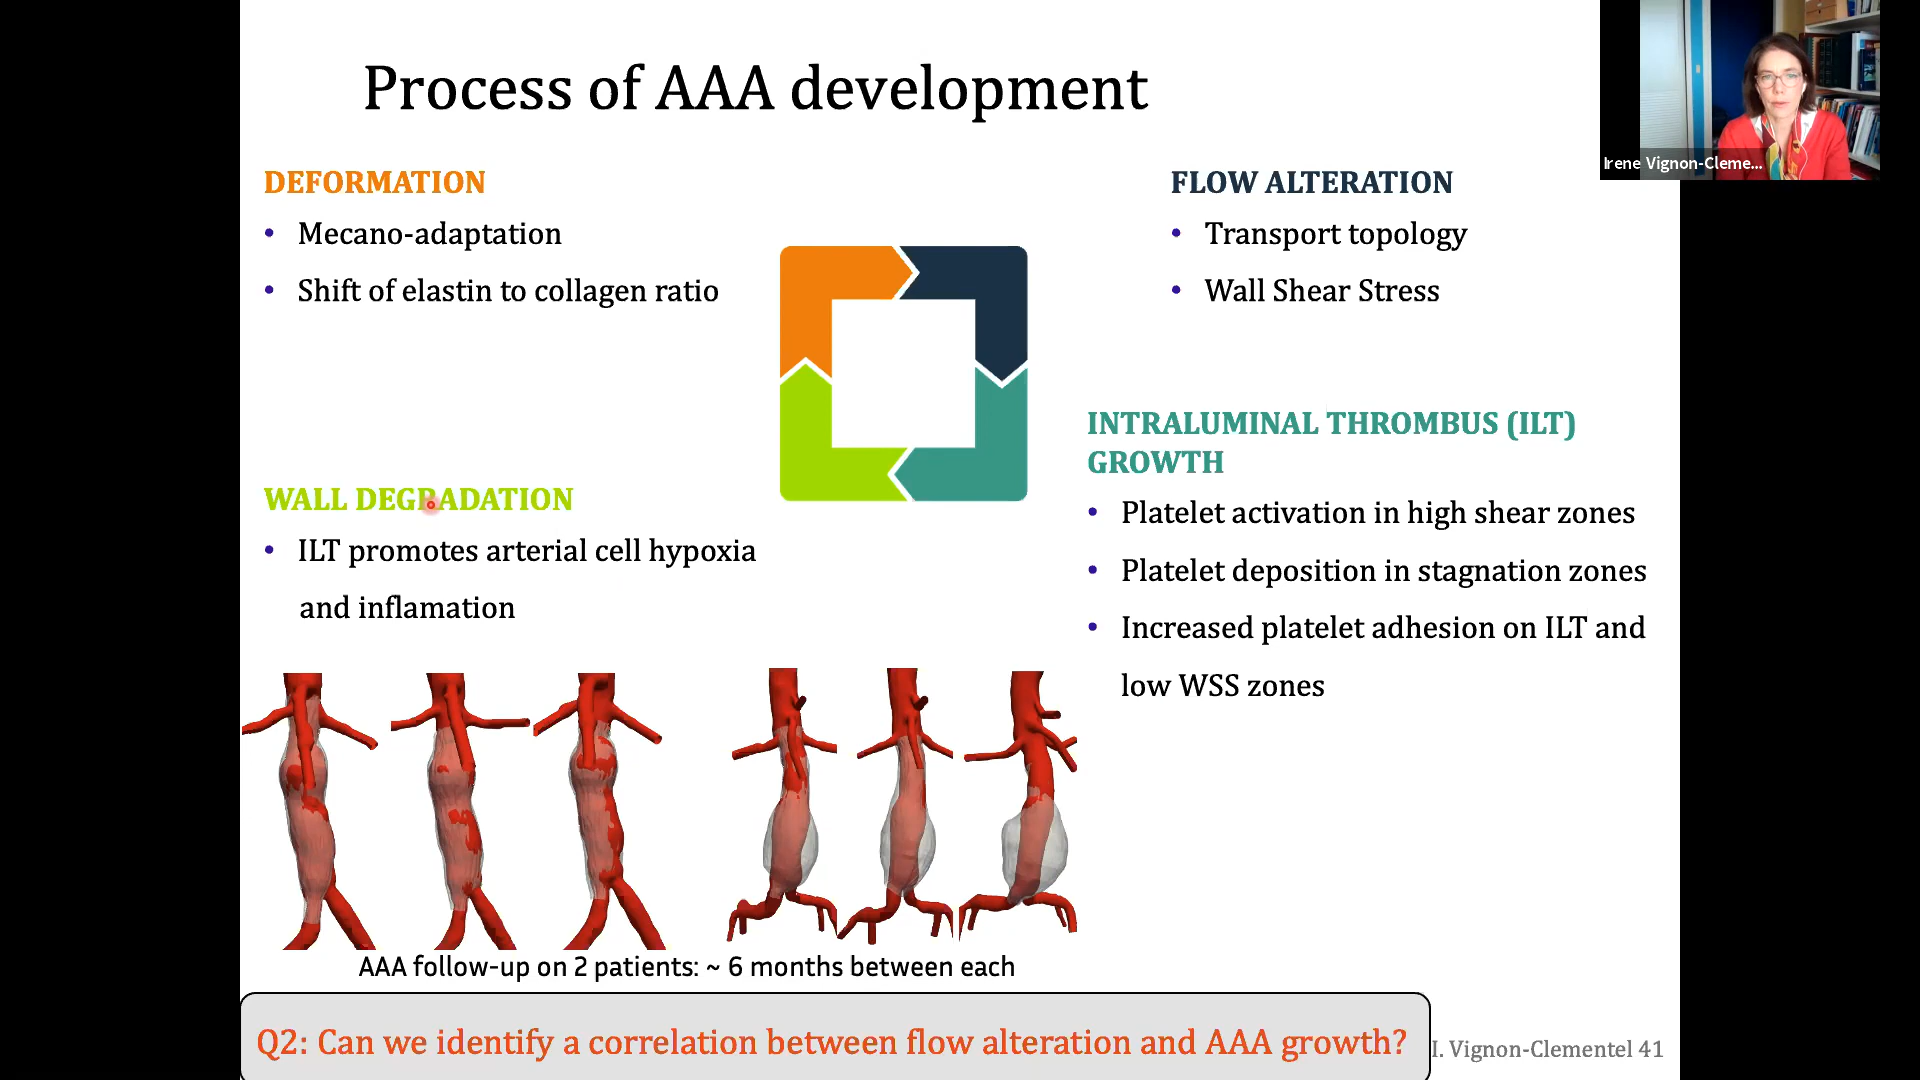 Process of AAA development
Irene Vignon-Cleme...
DEFORMATION
• Mecano-adaptation
• Shift of elastin to collagen ratio
FLOW ALTERATION
• Transport topology
• Wall Shear Stress
WALL DEGRADATION
• ILT promotes arterial cell hypoxia
and inflamation
INTRALUMINAL THROMBUS (ILT)
GROWTH
• Platelet activation in high shear zones
• Platelet deposition in stagnation zones
• Increased platelet adhesion on ILT and
low WSS zones
AAA follow-up on 2 patients: ~ 6 months between each
Q2: Can we identify a correlation between flow alteration and AAA growth?
I. Vignon-Clementel 41